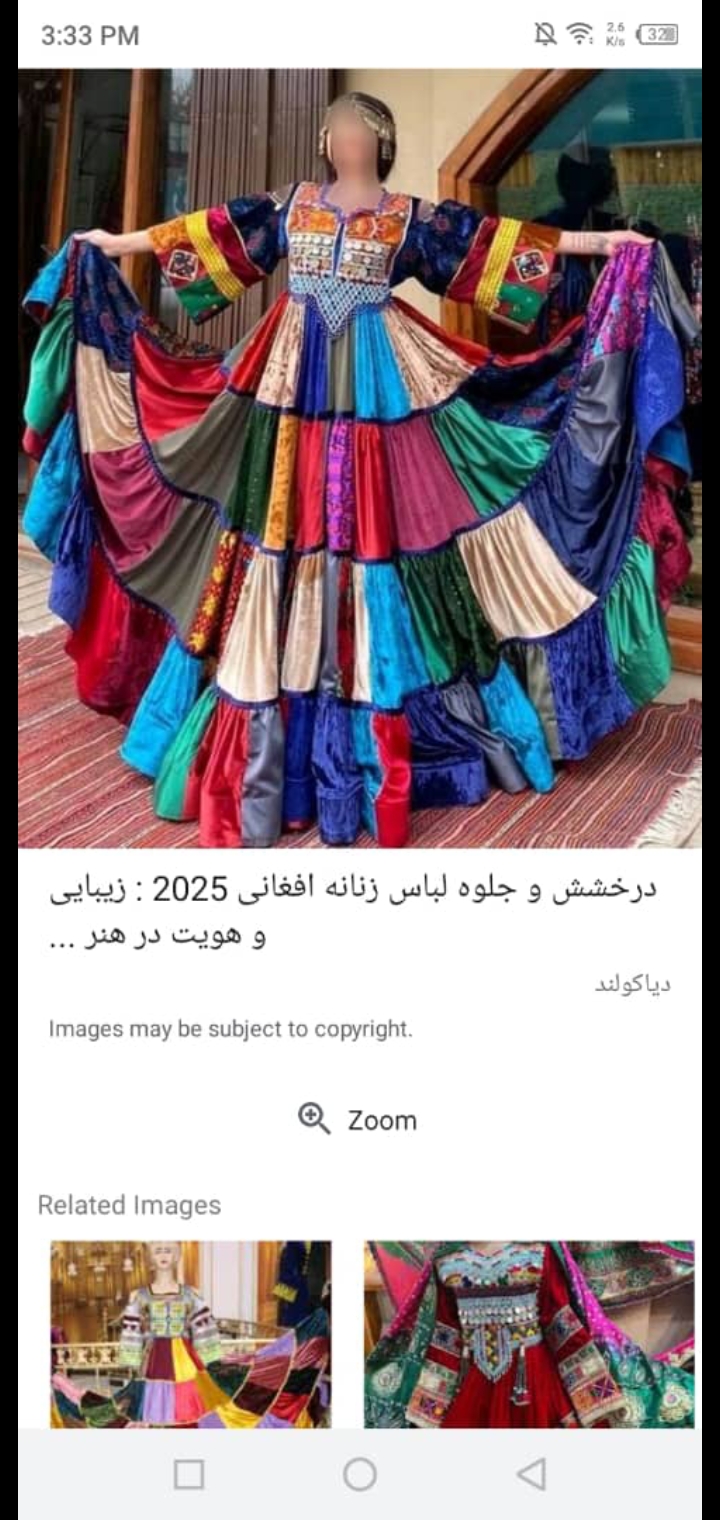 3:33 PM
2.6
K/s
32
درخشش و جلوه لباس زنانه افغانی 2025 : زیبایی
و هویت در هنر ...
دیاکولند
Images may be subject to copyright.
Zoom
Related Images